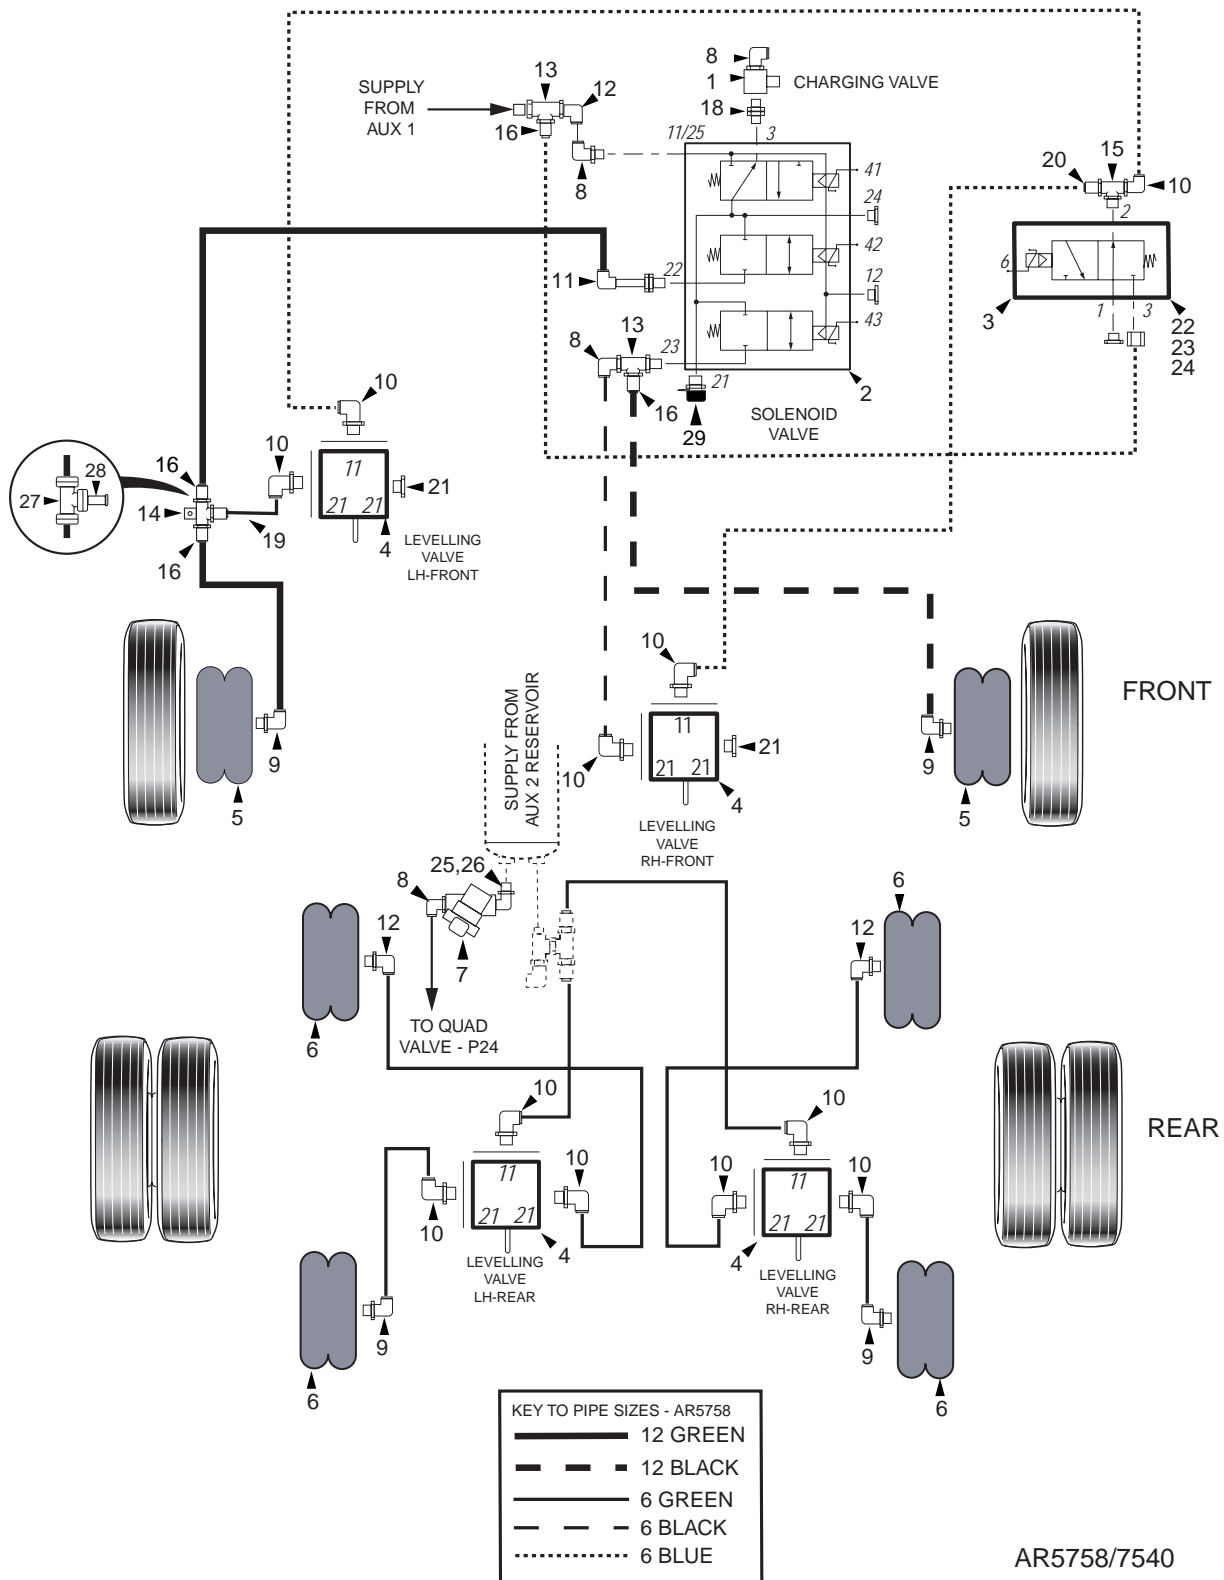 8
1
CHARGING VALVE
18
13
12
SUPPLY
FROM
AUX 1
16
8
11/25
3
41
24
42
12
43
22
23
21
2
SOLENOID
VALVE
29
11
13
8
16
15
20
10
2
6
1
3
3
22
23
24
10
10
11
21
21
21
4
LEVELLING
VALVE
LH-FRONT
16
28
27
14
19
16
9
5
FRONT
10
11
21
21
21
10
4
LEVELLING
VALVE
RH-FRONT
9
5
SUPPLY FROM
AUX 2 RESERVOIR
25,26
8
7
TO QUAD
VALVE - P24
12
6
6
12
REAR
10
10
10
11
21
21
4
LEVELLING
VALVE
LH-REAR
9
6
10
10
10
11
21
21
4
LEVELLING
VALVE
RH-REAR
9
6
KEY TO PIPE SIZES - AR5758
12 GREEN
12 BLACK
6 GREEN
6 BLACK
6 BLUE
AR5758/7540